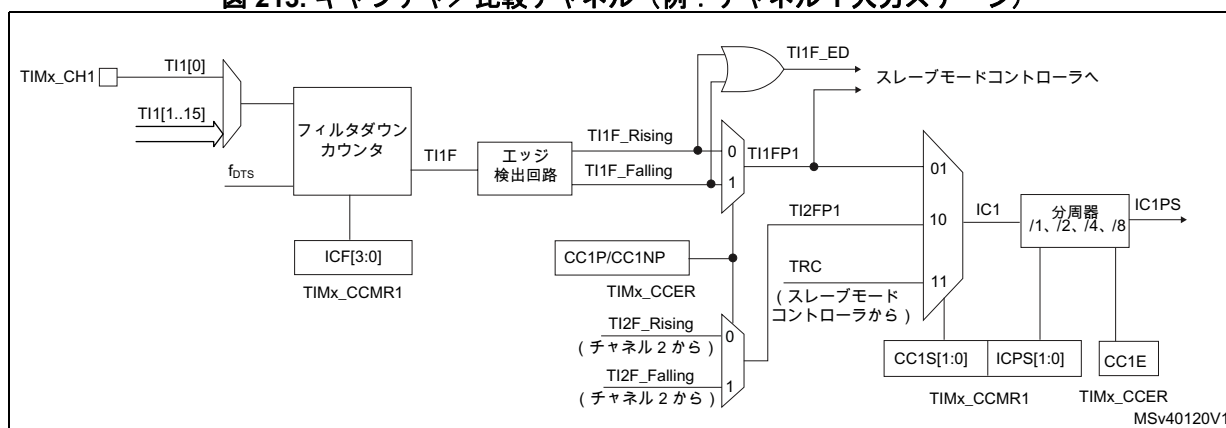 図 213. キャプチャ／比較チャネル（例：チャネル 1 入力ステージ）
TIMx_CH1
TI1[0]
TI1[1..15]
fDTS
フィルタダウン
カウンタ
ICF[3:0]
TIMx_CCMR1
TI1F
エッジ
検出回路
TI1F_Rising
TI1F_Falling
TI1F_ED
スレーブモードコントローラへ
0
1
TI1FP1
CC1P/CC1NP
TIMx_CCER
TI2F_Rising
（チャネル 2 から）
TI2F_Falling
（チャネル 2 から）
0
1
TI2FP1
TRC
（スレーブモード
コントローラから）
01
10
11
IC1
分周器
/1、/2、/4、/8
IC1PS
CC1S[1:0]
ICPS[1:0]
TIMx_CCMR1
CC1E
TIMx_CCER
MSv40120V1